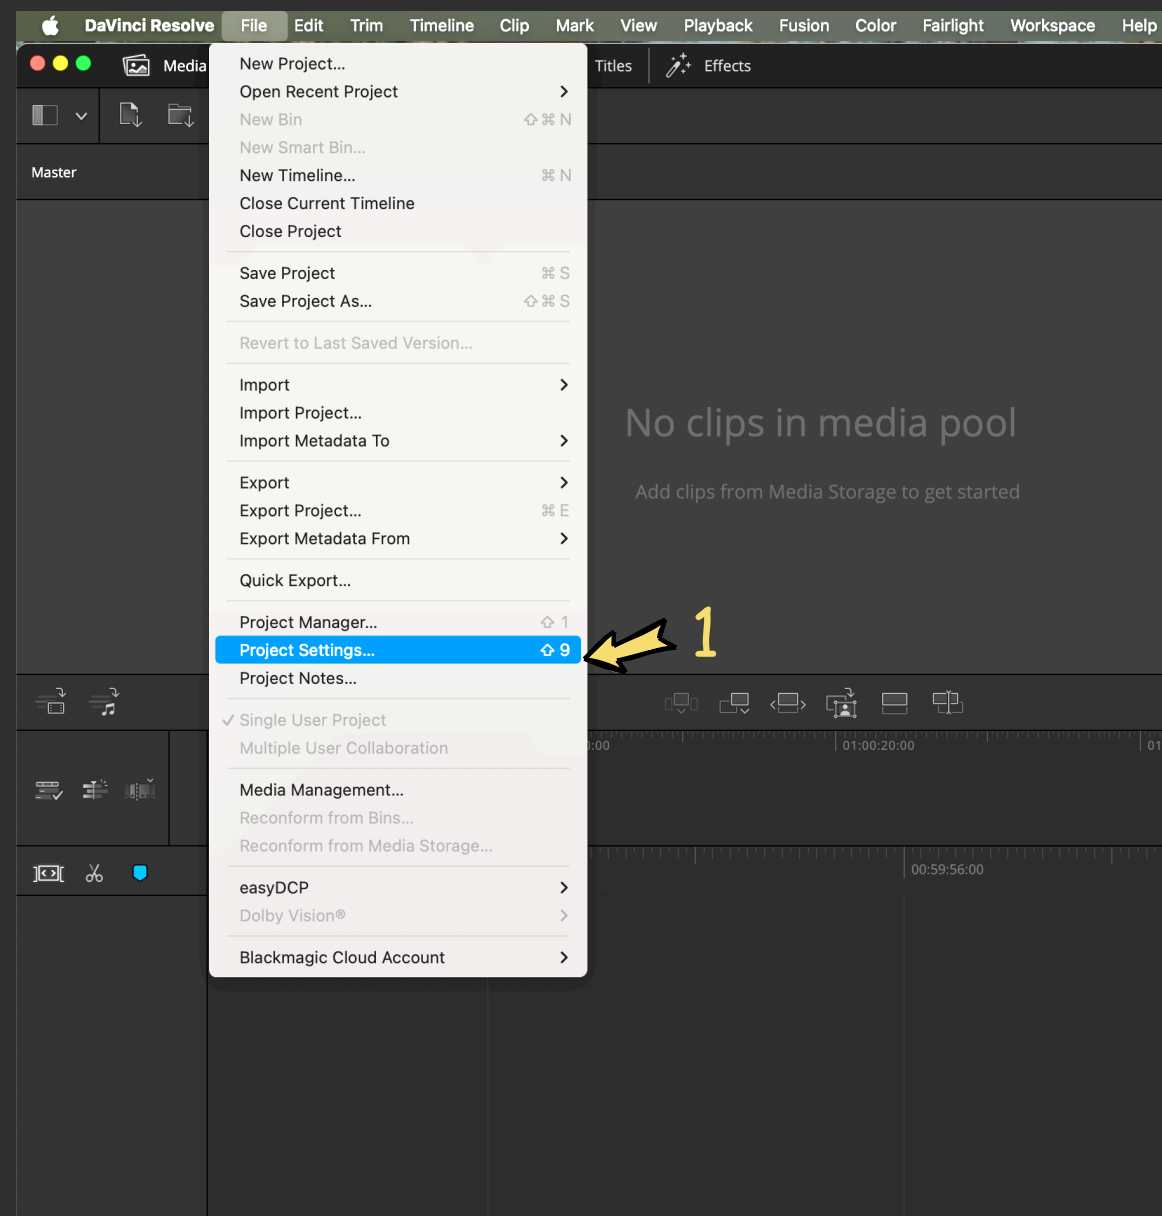 DaVinci Resolve File Edit Trim Timeline Clip Mark View Playback Fusion Color Fairlight Workspace Help
Media Titles Effects
Master
New Project...
Open Recent Project
New Bin ⇧⌘N
New Smart Bin...
New Timeline... ⌘N
Close Current Timeline
Close Project
Save Project ⌘S
Save Project As... ⇧⌘S
Revert to Last Saved Version...
Import
Import Project...
Import Metadata To
Export
Export Project... ⌘E
Export Metadata From
Quick Export...
Project Manager... ⇧1
Project Settings... ⇧9
Project Notes...
✓ Single User Project
Multiple User Collaboration
Media Management...
Reconform from Bins...
Reconform from Media Storage...
easyDCP
Dolby Vision®
Blackmagic Cloud Account
No clips in media pool
Add clips from Media Storage to get started
1
0:00 01:00:20:00 01
00:59:56:00